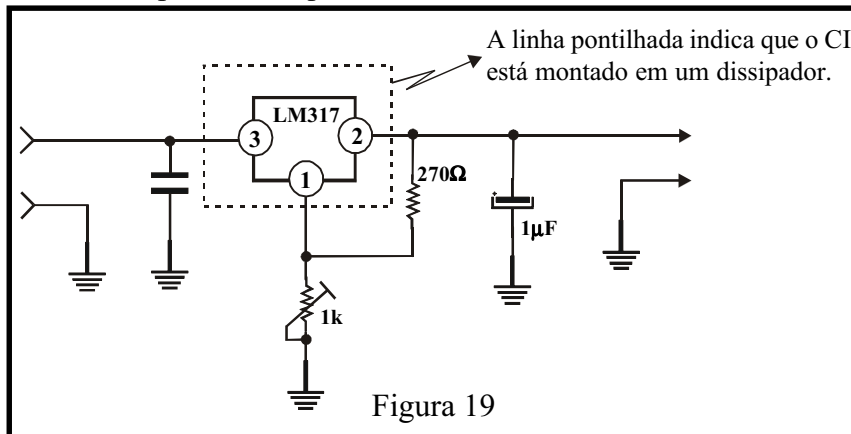 A linha pontilhada indica que o CI
está montado em um dissipador.
LM317
3
2
1
270Ω
1µF
+
1k
Figura 19